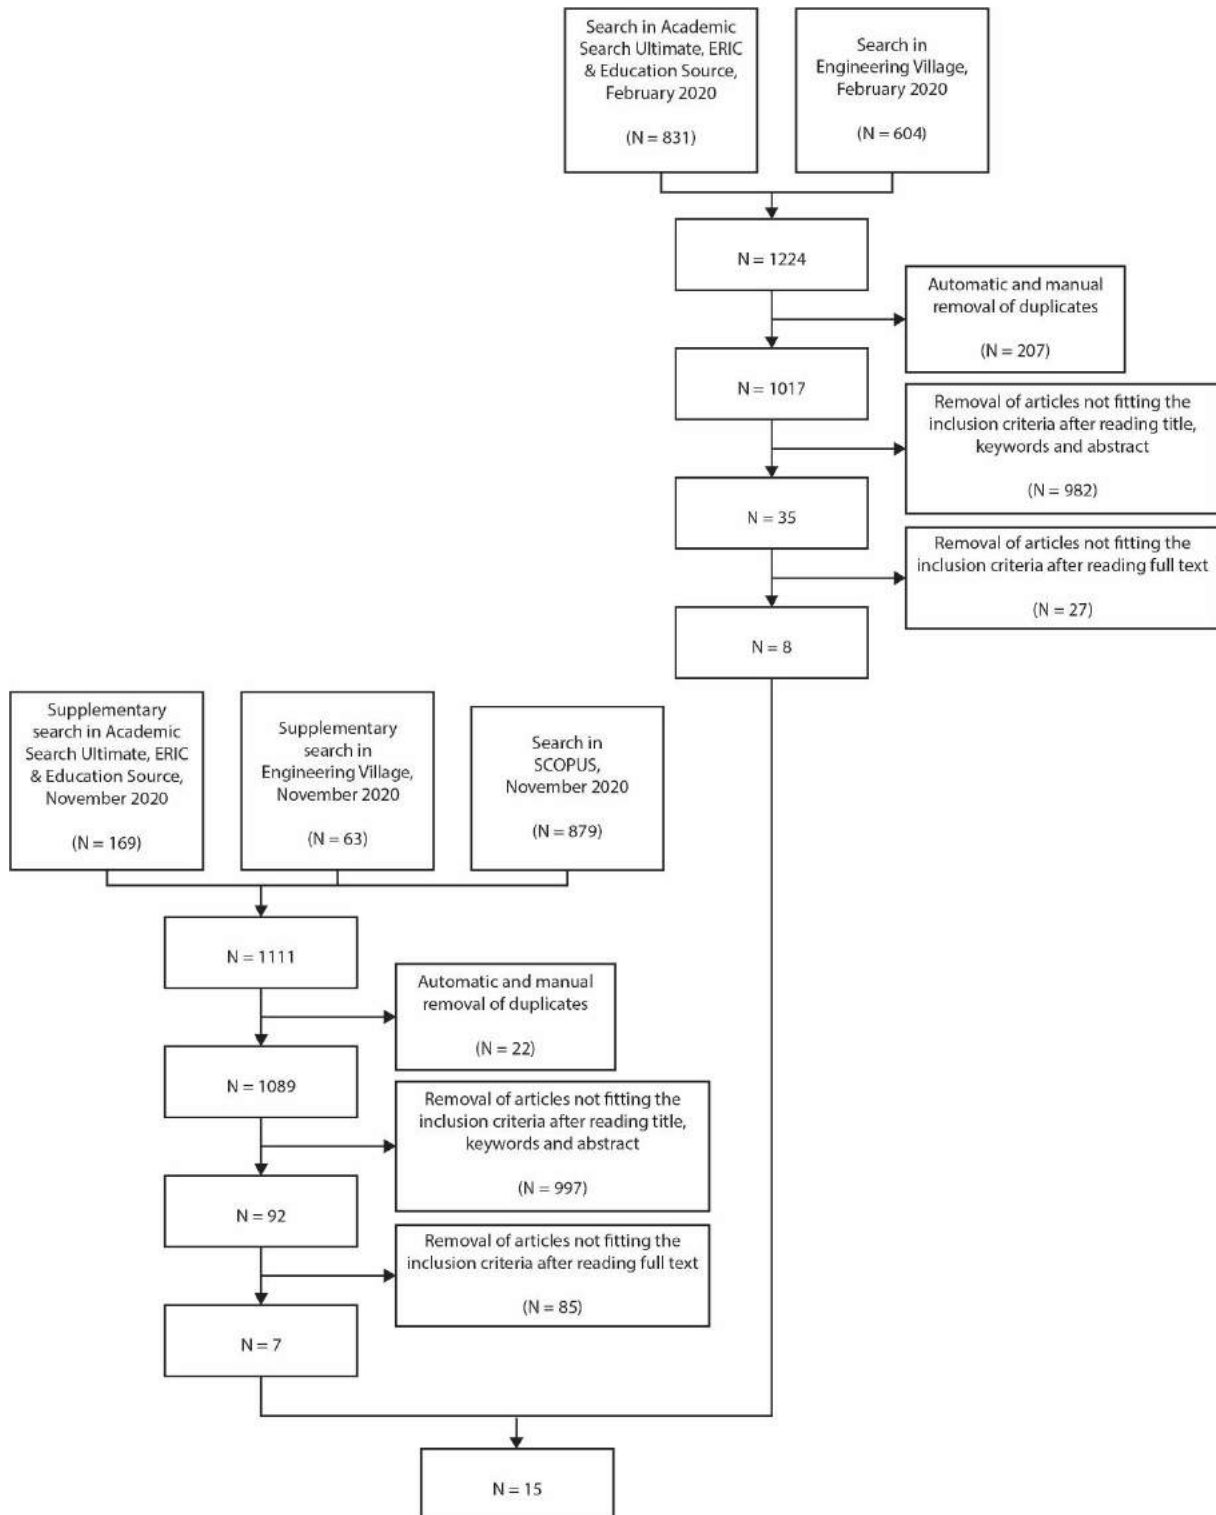 Search in Academic
Search Ultimate, ERIC
& Education Source,
February 2020
(N = 831)
Search in
Engineering Village,
February 2020
(N = 604)
N = 1224
Automatic and manual
removal of duplicates
(N = 207)
N = 1017
Removal of articles not fitting the
inclusion criteria after reading title,
keywords and abstract
(N = 982)
N = 35
Removal of articles not fitting the
inclusion criteria after reading full text
(N = 27)
N = 8
Supplementary
search in Academic
Search Ultimate, ERIC
& Education Source,
November 2020
(N = 169)
Supplementary
search in
Engineering Village,
November 2020
(N = 63)
Search in
SCOPUS,
November 2020
(N = 879)
N = 1111
Automatic and manual
removal of duplicates
(N = 22)
N = 1089
Removal of articles not fitting the
inclusion criteria after reading title,
keywords and abstract
(N = 997)
N = 92
Removal of articles not fitting the
inclusion criteria after reading full text
(N = 85)
N = 7
N = 15